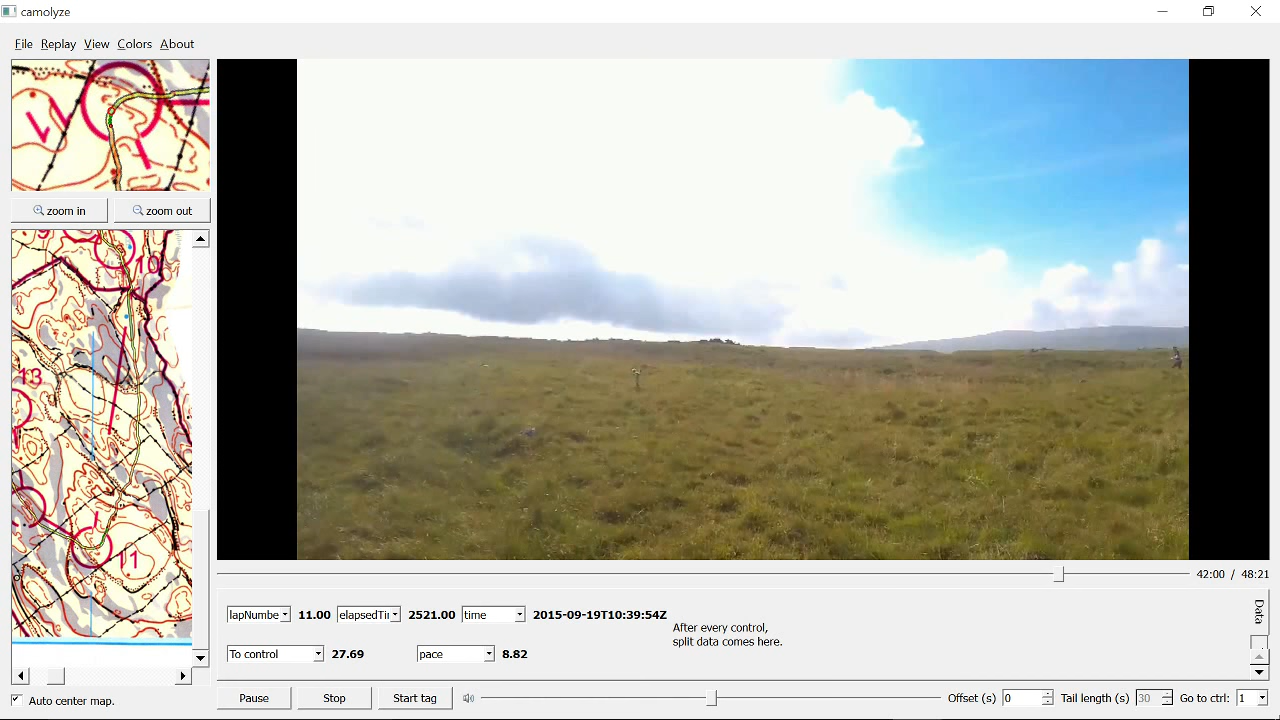 camolyze
File Replay View Colors About
11
zoom in zoom out
10
13
11
42:00 / 48:21
lapNumbe 11.00 elapsedTii 2521.00 time 2015-09-19T10:39:54Z
After every control,
split data comes here.
To control 27.69 pace 8.82
Data
Auto center map.
Pause Stop Start tag Offset (s) 0 Tail length (s) 30 Go to ctrl: 1